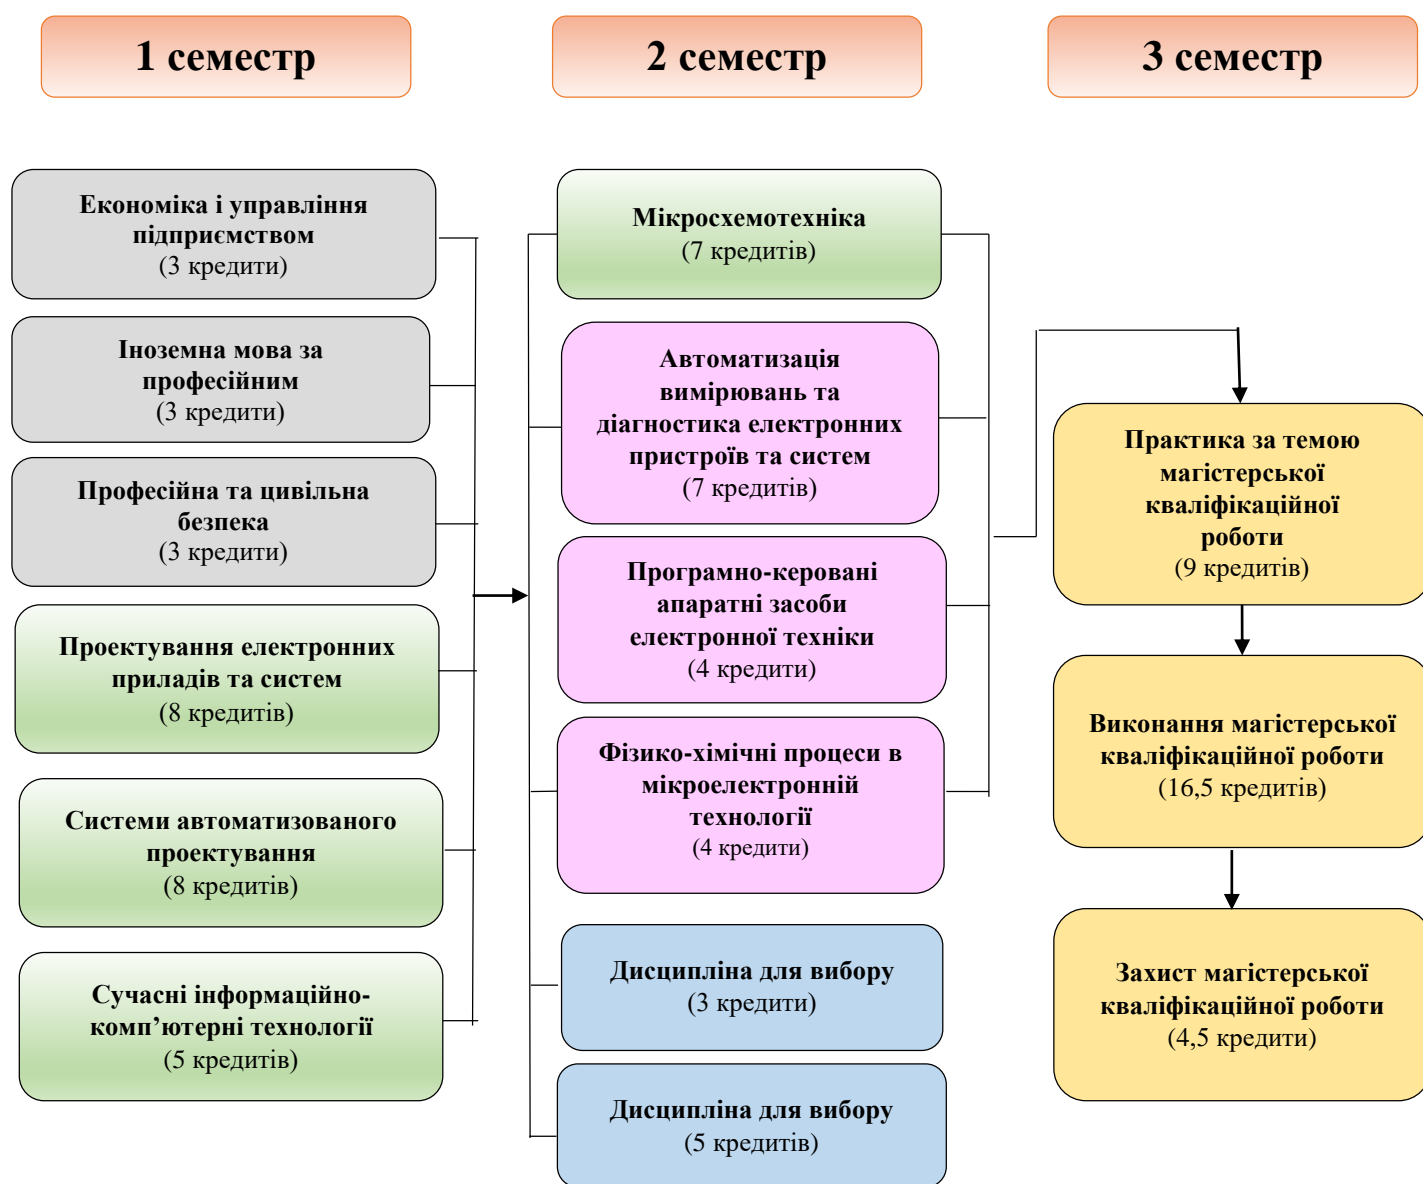 1 семестр
2 семестр
3 семестр
Економіка і управління
підприємством
(3 кредити)
Іноземна мова за
професійним
(3 кредити)
Професійна та цивільна
безпека
(3 кредити)
Проектування електронних
приладів та систем
(8 кредитів)
Системи автоматизованого
проектування
(8 кредитів)
Сучасні інформаційно-
комп’ютерні технології
(5 кредитів)
Мікросхемотехніка
(7 кредитів)
Автоматизація
вимірювань та
діагностика електронних
пристроїв та систем
(7 кредитів)
Програмно-керовані
апаратні засоби
електронної техніки
(4 кредити)
Фізико-хімічні процеси в
мікроелектронній
технології
(4 кредити)
Дисципліна для вибору
(3 кредити)
Дисципліна для вибору
(5 кредитів)
Практика за темою
магістерської
кваліфікаційної
роботи
(9 кредитів)
Виконання магістерської
кваліфікаційної роботи
(16,5 кредитів)
Захист магістерської
кваліфікаційної роботи
(4,5 кредити)